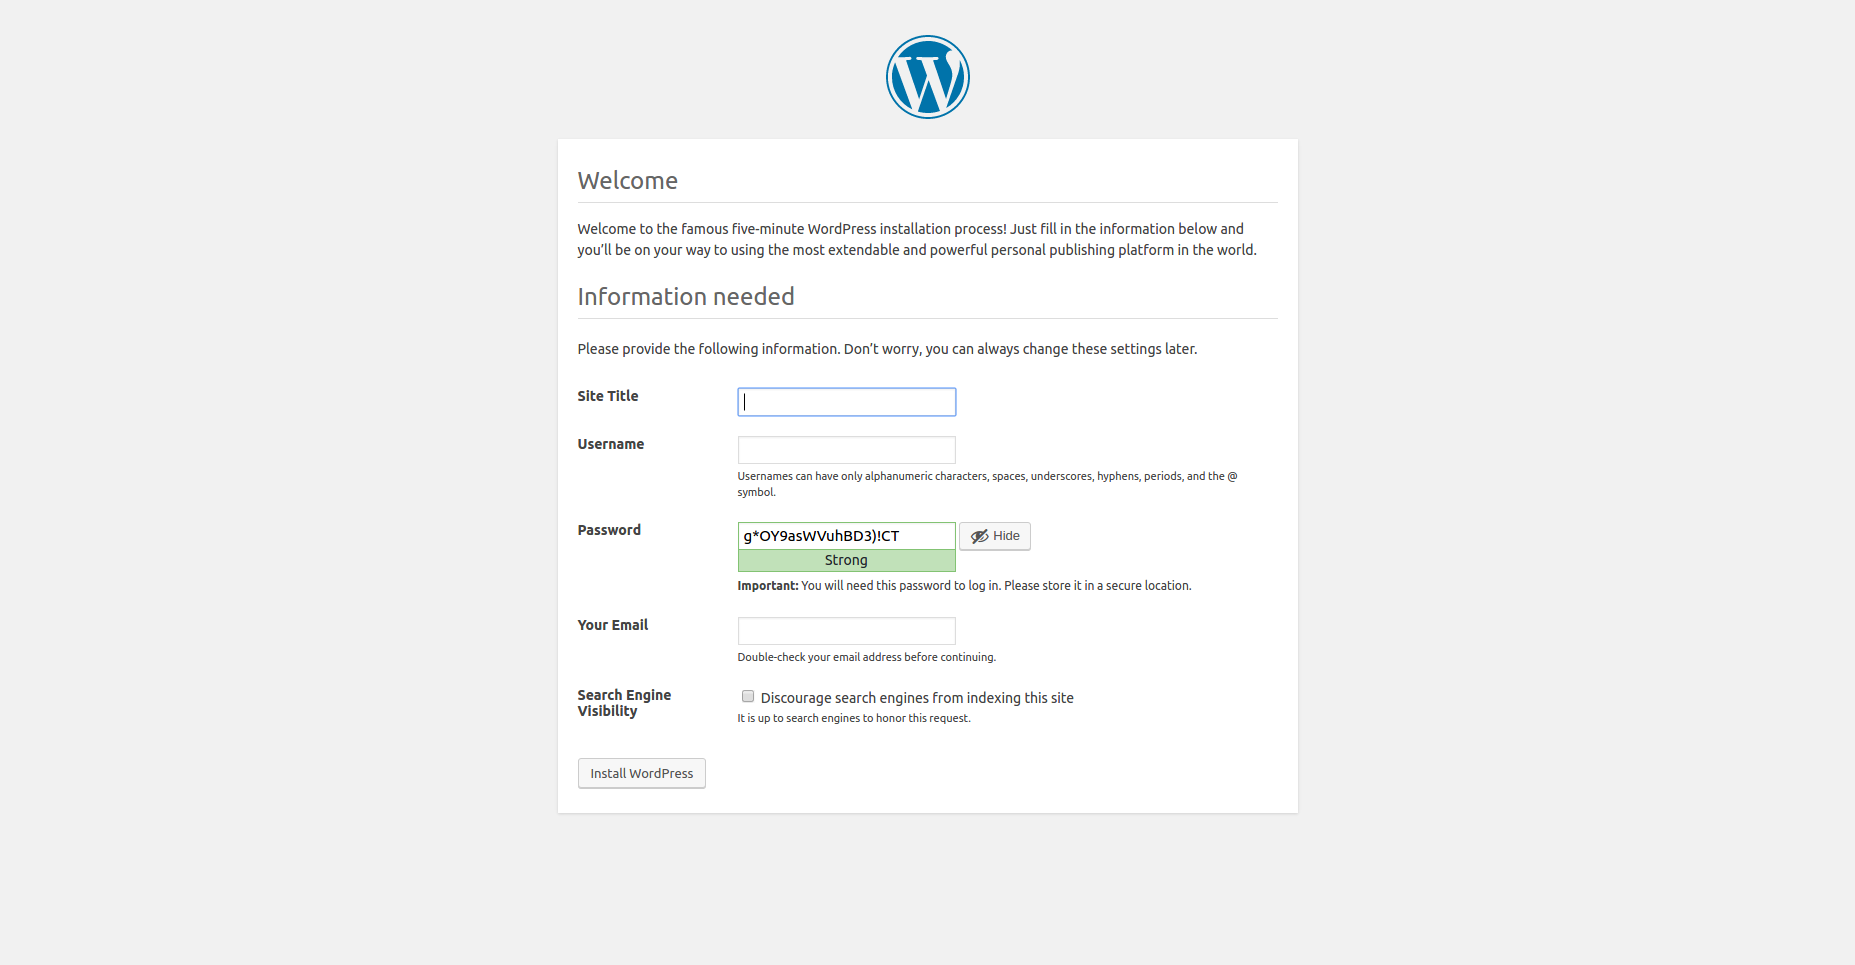 Welcome
Welcome to the famous five-minute WordPress installation process! Just fill in the information below and
you’ll be on your way to using the most extendable and powerful personal publishing platform in the world.
Information needed
Please provide the following information. Don’t worry, you can always change these settings later.
Site Title
Username
Usernames can have only alphanumeric characters, spaces, underscores, hyphens, periods, and the @
symbol.
Password
g*OY9asWVuhBD3)!CT
Hide
Strong
Important: You will need this password to log in. Please store it in a secure location.
Your Email
Double-check your email address before continuing.
Search Engine
Visibility
Discourage search engines from indexing this site
It is up to search engines to honor this request.
Install WordPress